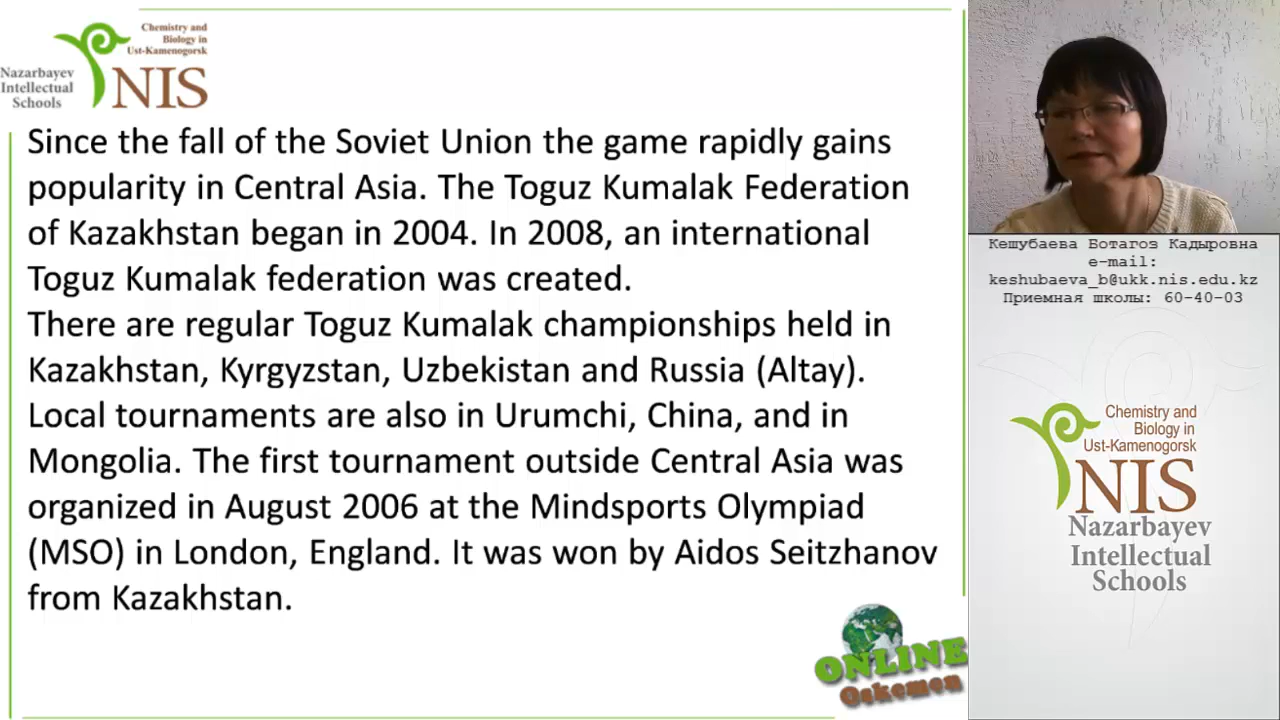 Chemistry and
Biology in
Ust-Kamenogorsk
Nazarbayev
Intellectual
Schools
NIS
Since the fall of the Soviet Union the game rapidly gains
popularity in Central Asia. The Toguz Kumalak Federation
of Kazakhstan began in 2004. In 2008, an international
Toguz Kumalak federation was created.
There are regular Toguz Kumalak championships held in
Kazakhstan, Kyrgyzstan, Uzbekistan and Russia (Altay).
Local tournaments are also in Urumchi, China, and in
Mongolia. The first tournament outside Central Asia was
organized in August 2006 at the Mindsports Olympiad
(MSO) in London, England. It was won by Aidos Seitzhanov
from Kazakhstan.
ONLINE
Oskemen
Кешубаева Ботагоз Кадыровна
e-mail:
keshubaeva_b@ukk.nis.edu.kz
Приемная школы: 60-40-03
Chemistry and
Biology in
Ust-Kamenogorsk
NIS
Nazarbayev
Intellectual
Schools